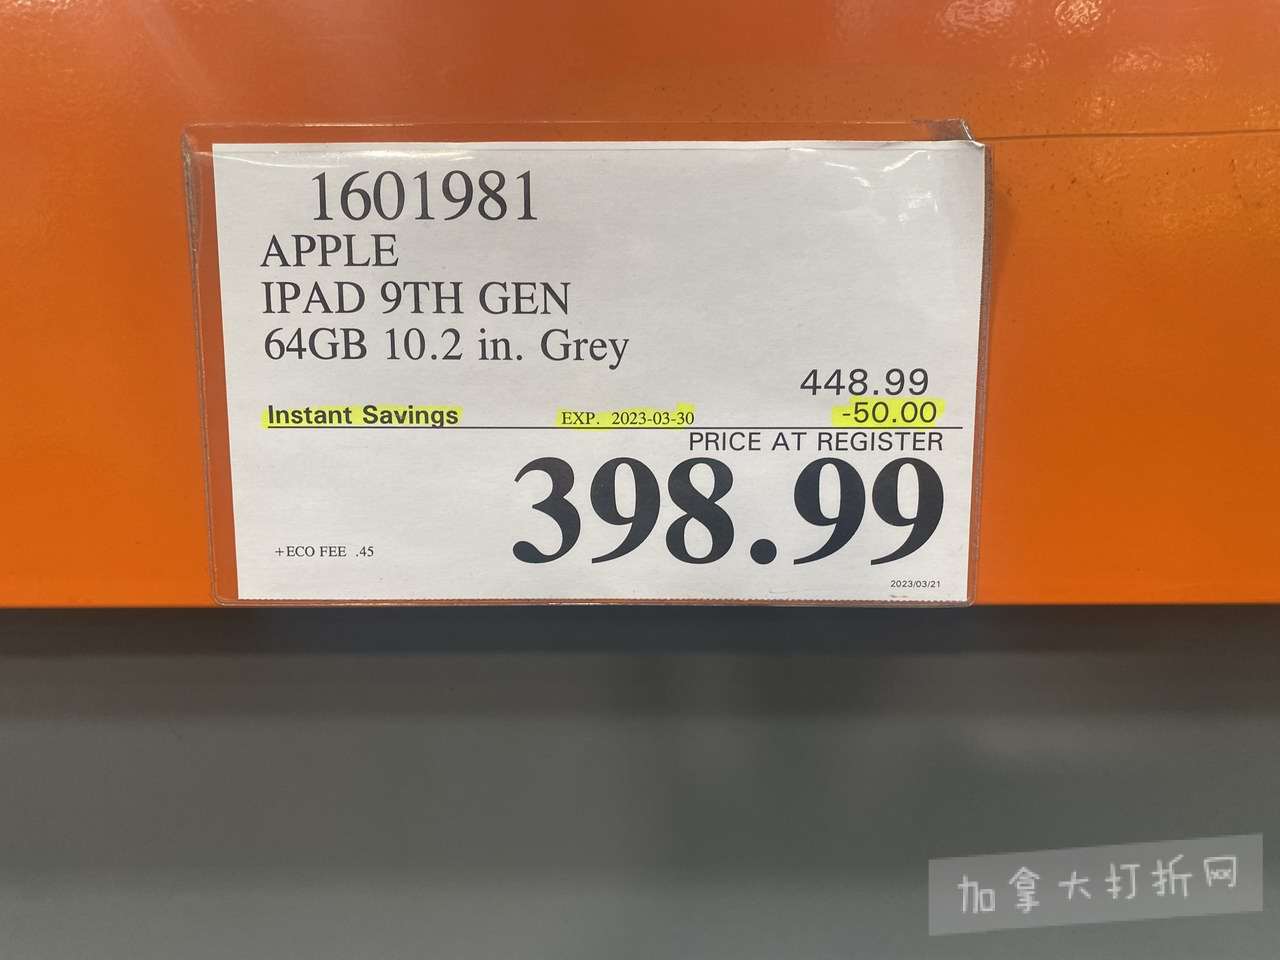 1601981
APPLE
IPAD 9TH GEN
64GB 10.2 in. Grey
448.99
Instant Savings EXP. 2023-03-30 -50.00
PRICE AT REGISTER
398.99
+ECO FEE .45
2023/03/21
加拿大打折网